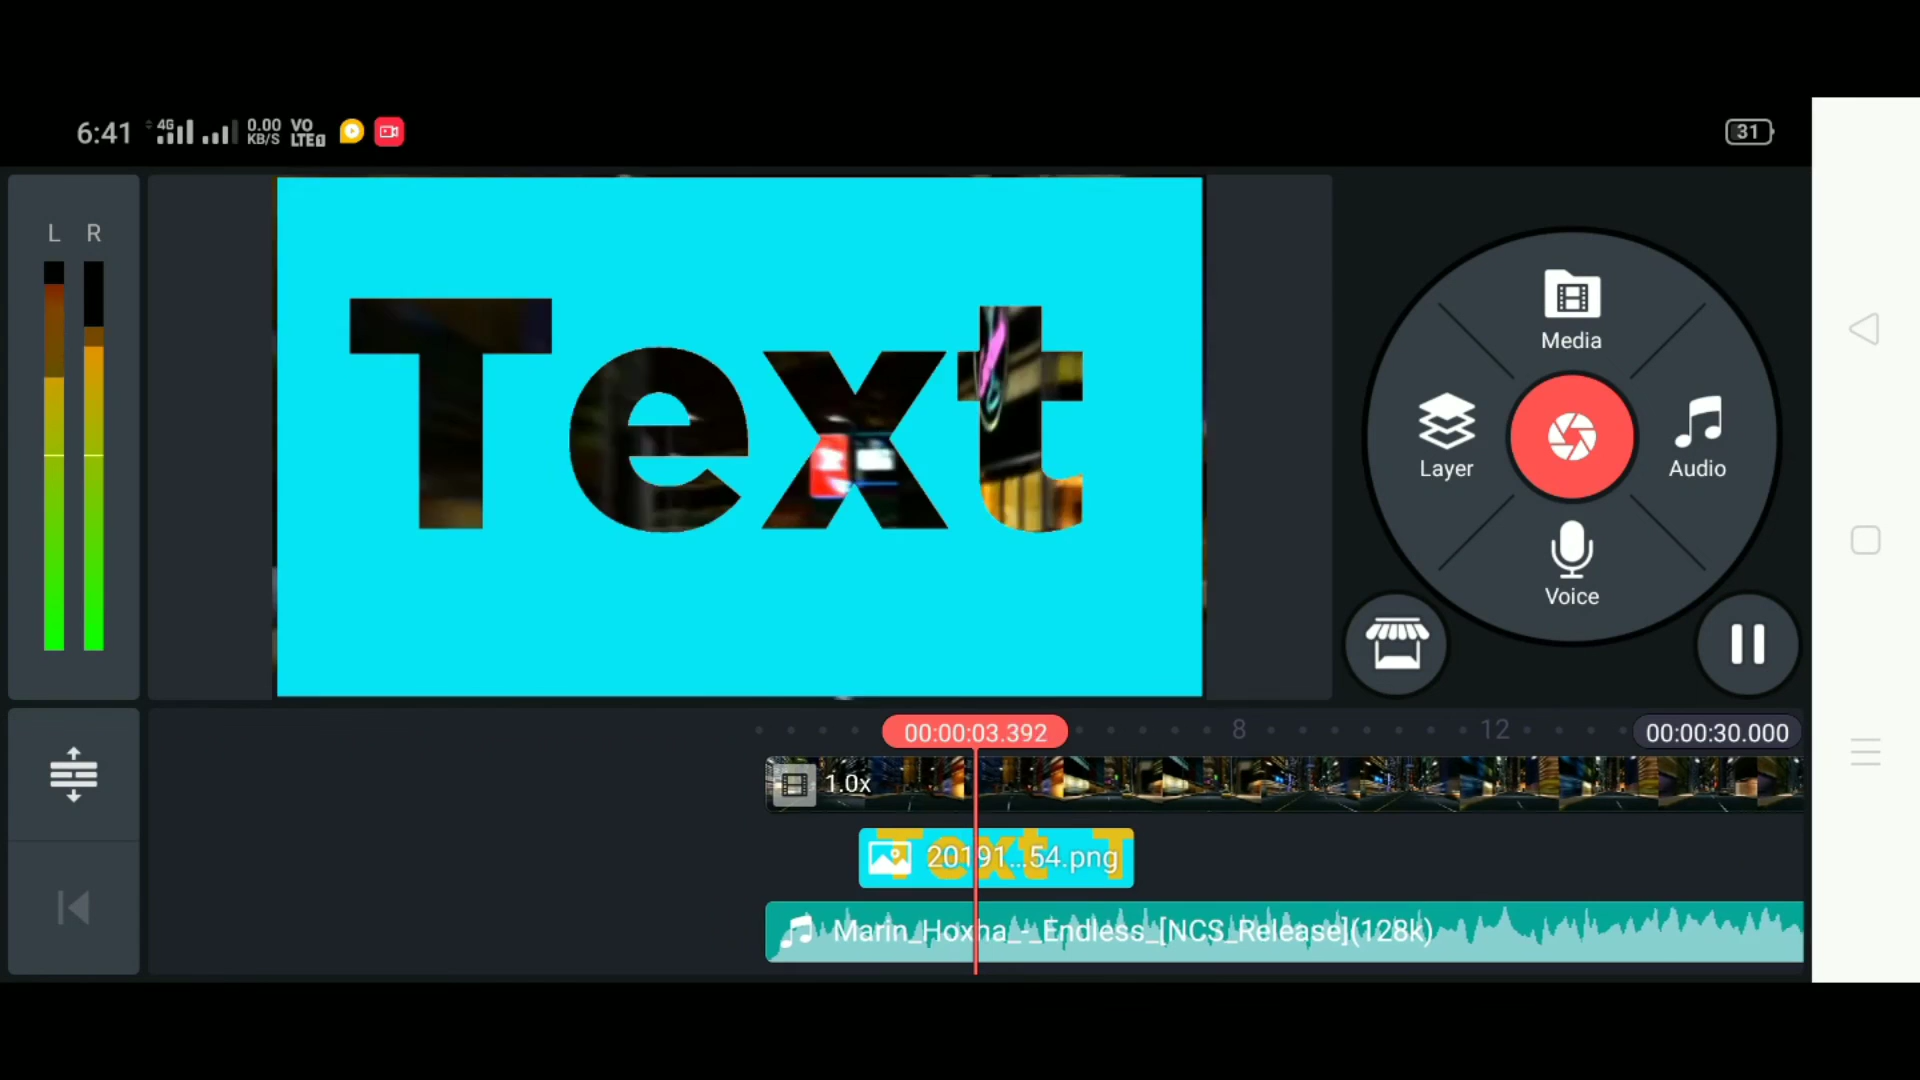 6:41
4G
0.00
KB/S
VO
LTE
31
L R
Text
Media
Layer
Audio
Voice
00:00:03.392
8
12
00:00:30.000
1.0x
20191...54.png
Marin_Hoxha_-_Endless_[NCS_Release](128k)